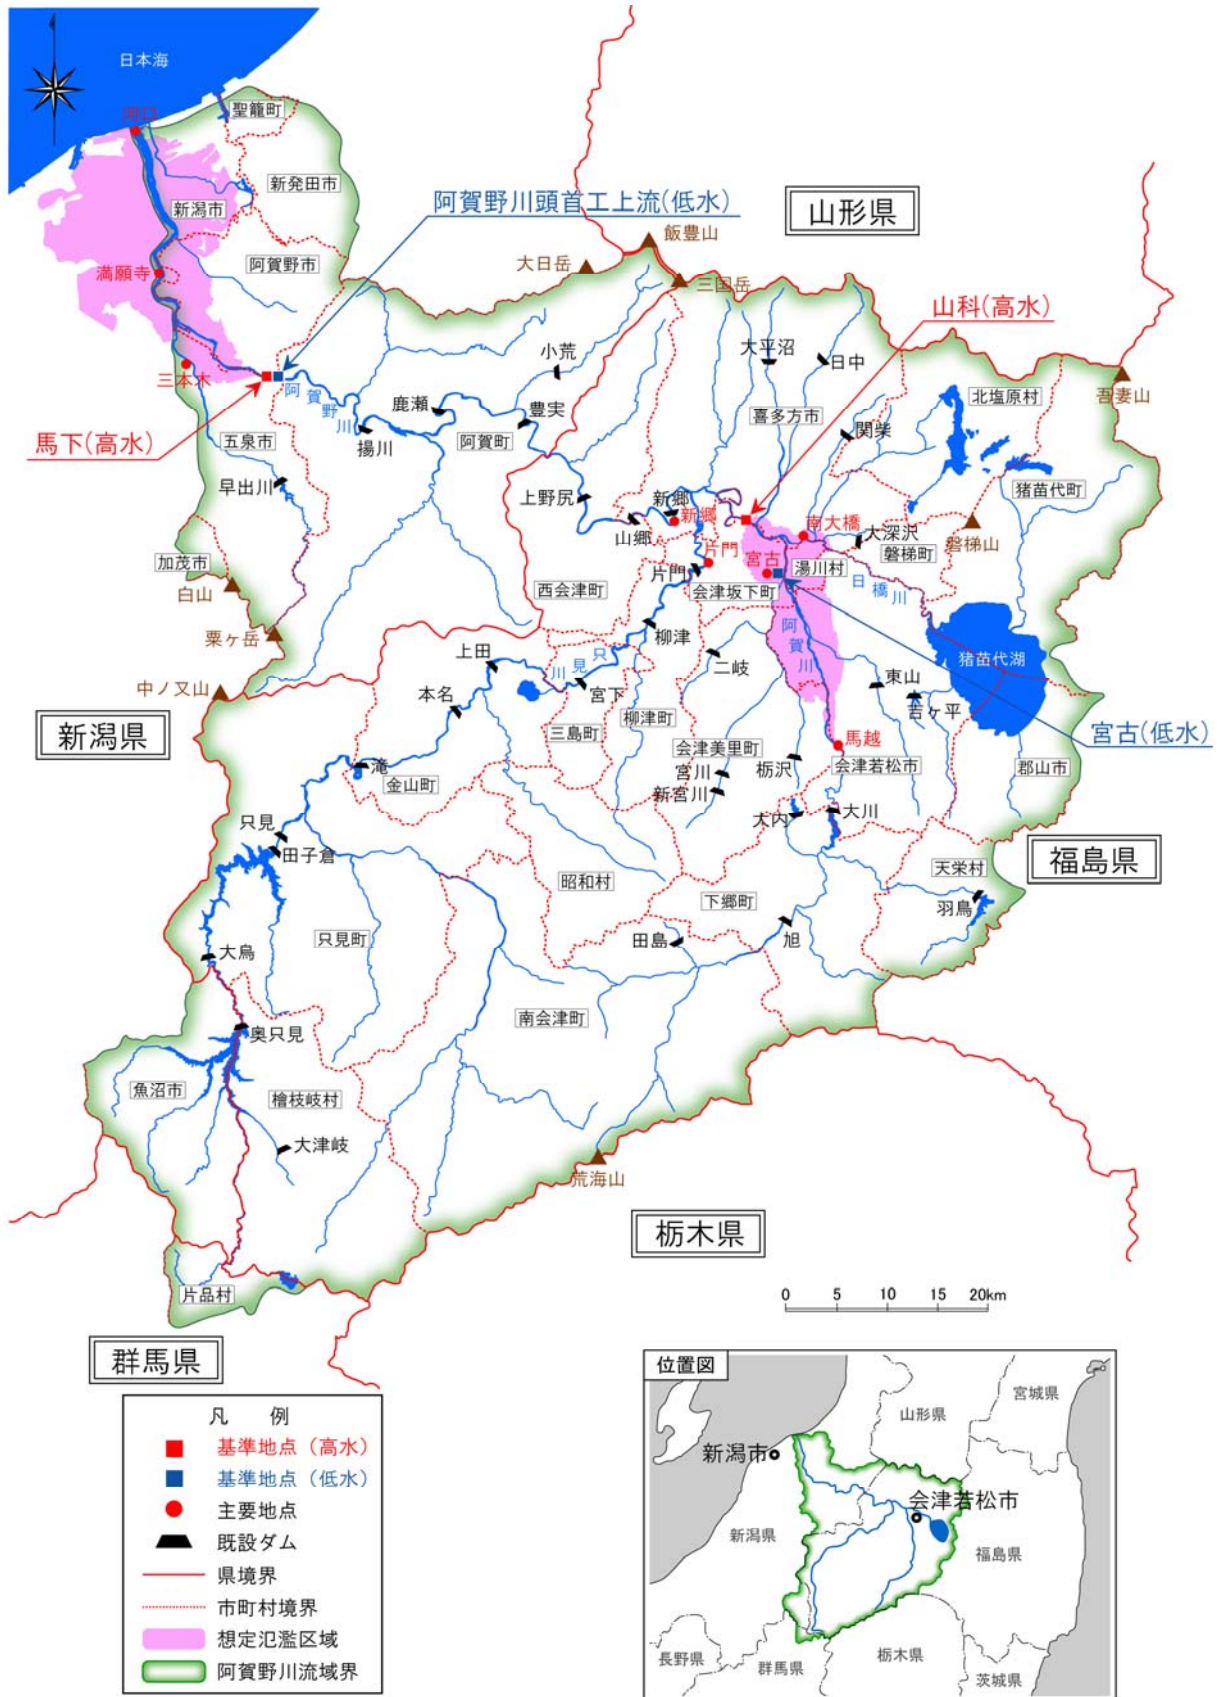 日本海
河口
聖籠町
新発田市
新潟市
阿賀野川頭首工上流(低水)
山形県
飯豊山
大日岳
三国岳
阿賀野市
満願寺
山科(高水)
小荒
大平沼
日中
三本木
阿賀野川
鹿瀬
豊実
喜多方市
北塩原村
吾妻山
馬下(高水)
五泉市
揚川
阿賀町
関柴
早出川
上野尻
新郷
猪苗代町
山郷
新郷
南大橋
大深沢
磐梯山
磐梯町
加茂市
片門
片門
宮古
湯川村
白山
西会津町
会津坂下町
日橋川
粟ヶ岳
柳津
阿賀川
猪苗代湖
上田
只見川
二岐
東山
中ノ又山
本名
宮下
吉ヶ平
新潟県
三島町
柳津町
会津美里町
馬越
宮古(低水)
滝
金山町
宮川
栃沢
会津若松市
郡山市
新宮川
只見
大内
大川
田子倉
福島県
昭和村
天栄村
下郷町
羽鳥
只見町
田島
旭
大鳥
南会津町
奥只見
魚沼市
檜枝岐村
大津岐
荒海山
栃木県
片品村
0 5 10 15 20km
群馬県
凡 例
基準地点（高水）
基準地点（低水）
主要地点
既設ダム
県境界
市町村境界
想定氾濫区域
阿賀野川流域界
位置図
宮城県
山形県
新潟市
会津若松市
新潟県
福島県
長野県
群馬県
栃木県
茨城県